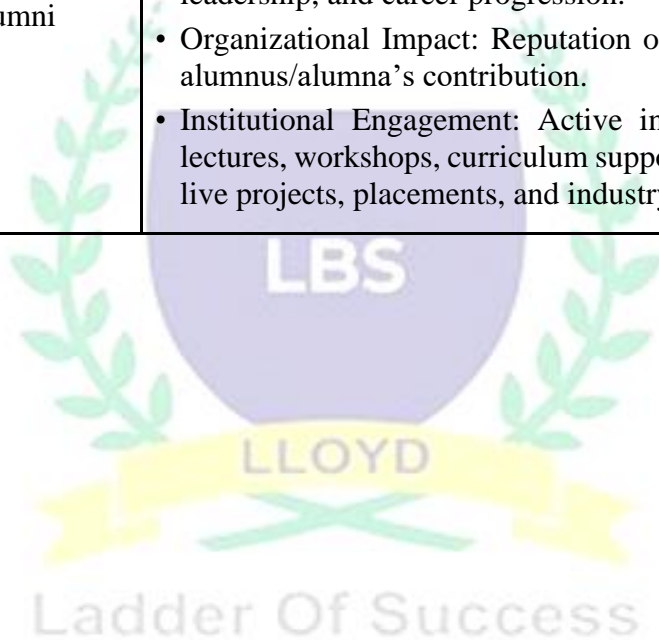 leadership, and career progression.
• Organizational Impact: Reputation o
alumnus/alumna's contribution.
• Institutional Engagement: Active in
lectures, workshops, curriculum suppo
live projects, placements, and industry
umni
LBS
LLOYD
Ladder Of Success